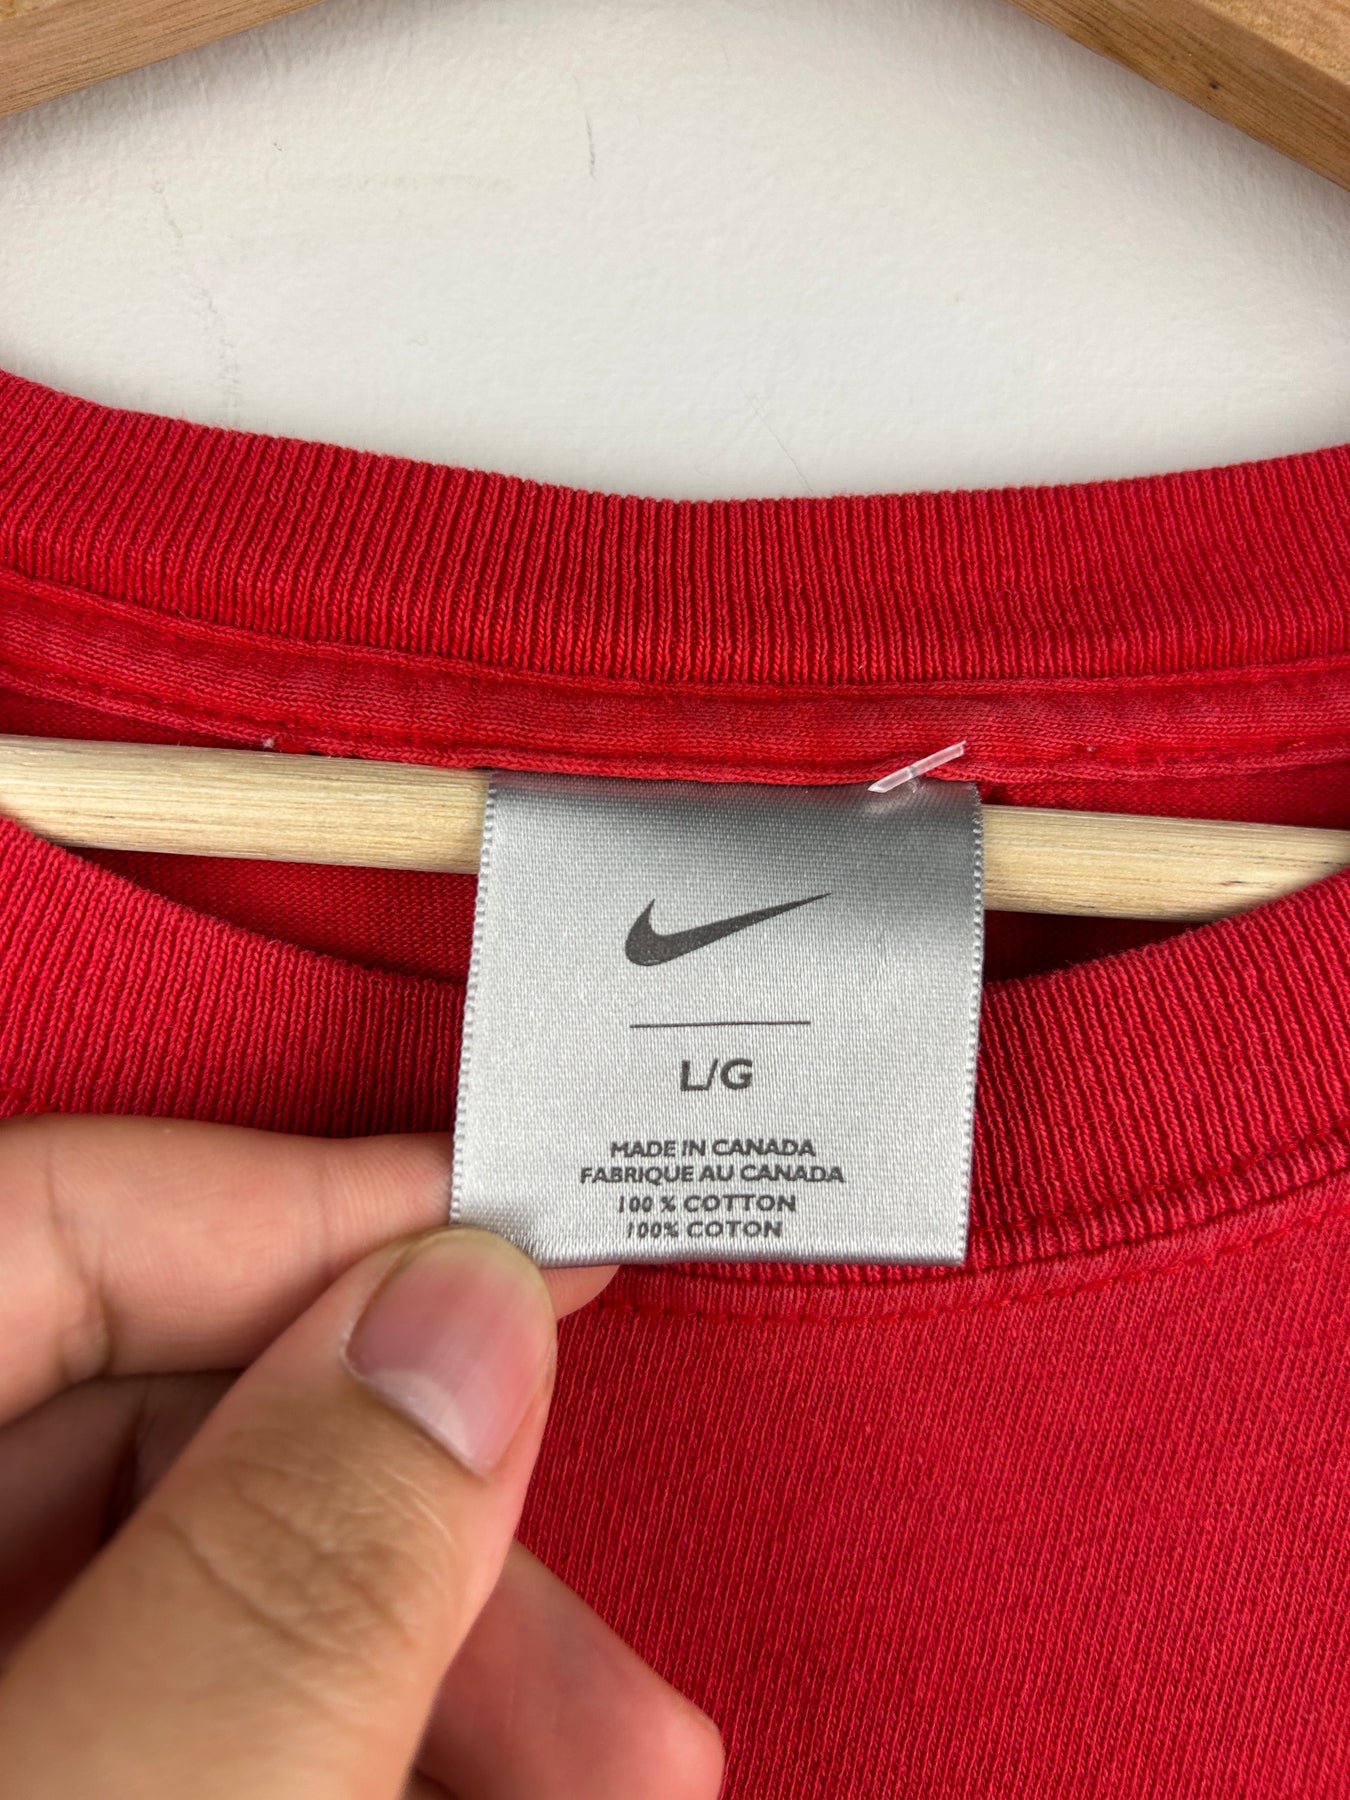 L/G
MADE IN CANADA
FABRIQUE AU CANADA
100 % COTTON
100% COTON